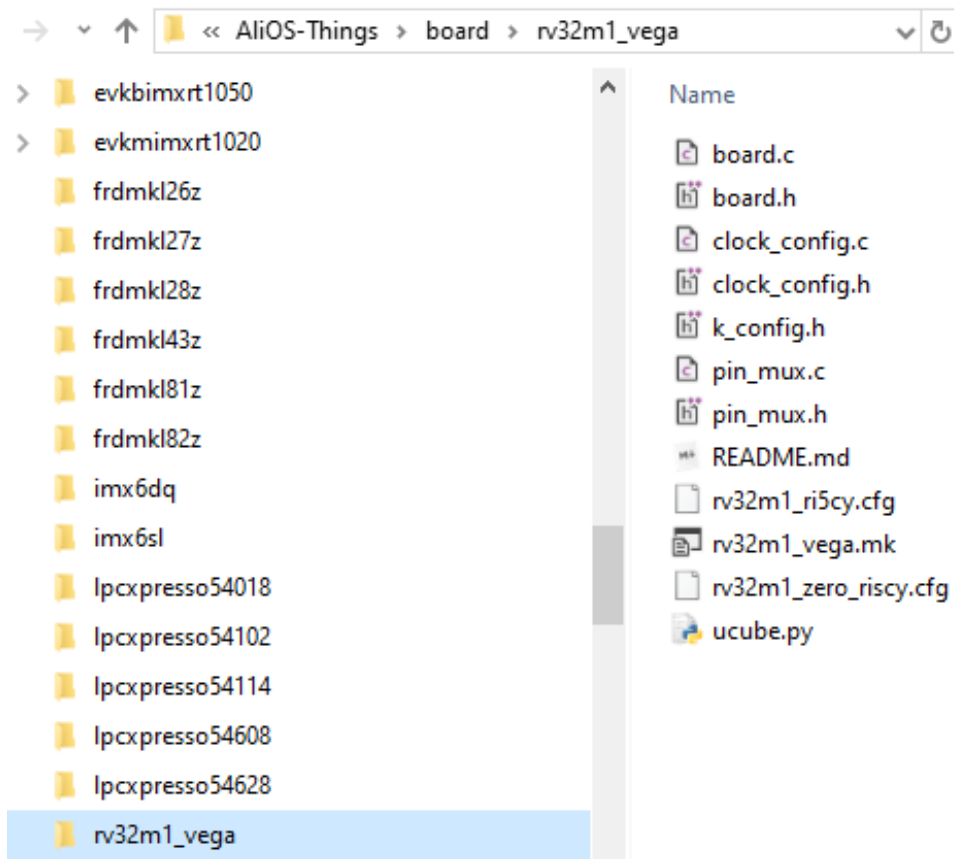 « AliOS-Things > board > rv32m1_vega
evkbimxrt1050
evkmimxrt1020
frdmkl26z
frdmkl27z
frdmkl28z
frdmkl43z
frdmkl81z
frdmkl82z
imx6dq
imx6sl
lpcxpresso54018
lpcxpresso54102
lpcxpresso54114
lpcxpresso54608
lpcxpresso54628
rv32m1_vega
Name
board.c
board.h
clock_config.c
clock_config.h
k_config.h
pin_mux.c
pin_mux.h
README.md
rv32m1_ri5cy.cfg
rv32m1_vega.mk
rv32m1_zero_riscy.cfg
ucube.py